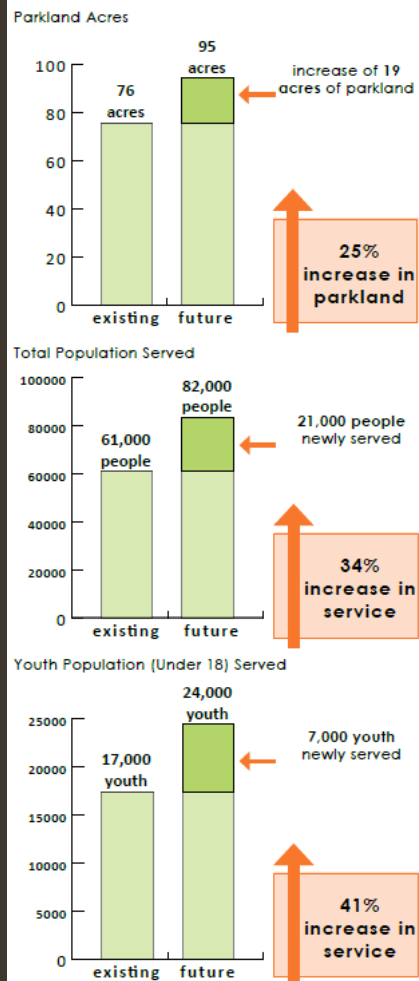 Parkland Acres
95
acres
increase of 19
acres of parkland
76
acres
100
80
60
40
20
0
25%
increase in
parkland
existing future
Total Population Served
100000
80000
60000
40000
20000
0
82,000
people
61,000
people
21,000 people
newly served
34%
increase in
service
existing future
Youth Population (Under 18) Served
24,000
youth
17,000
youth
7,000 youth
newly served
25000
20000
15000
10000
5000
0
41%
increase in
service
existing future